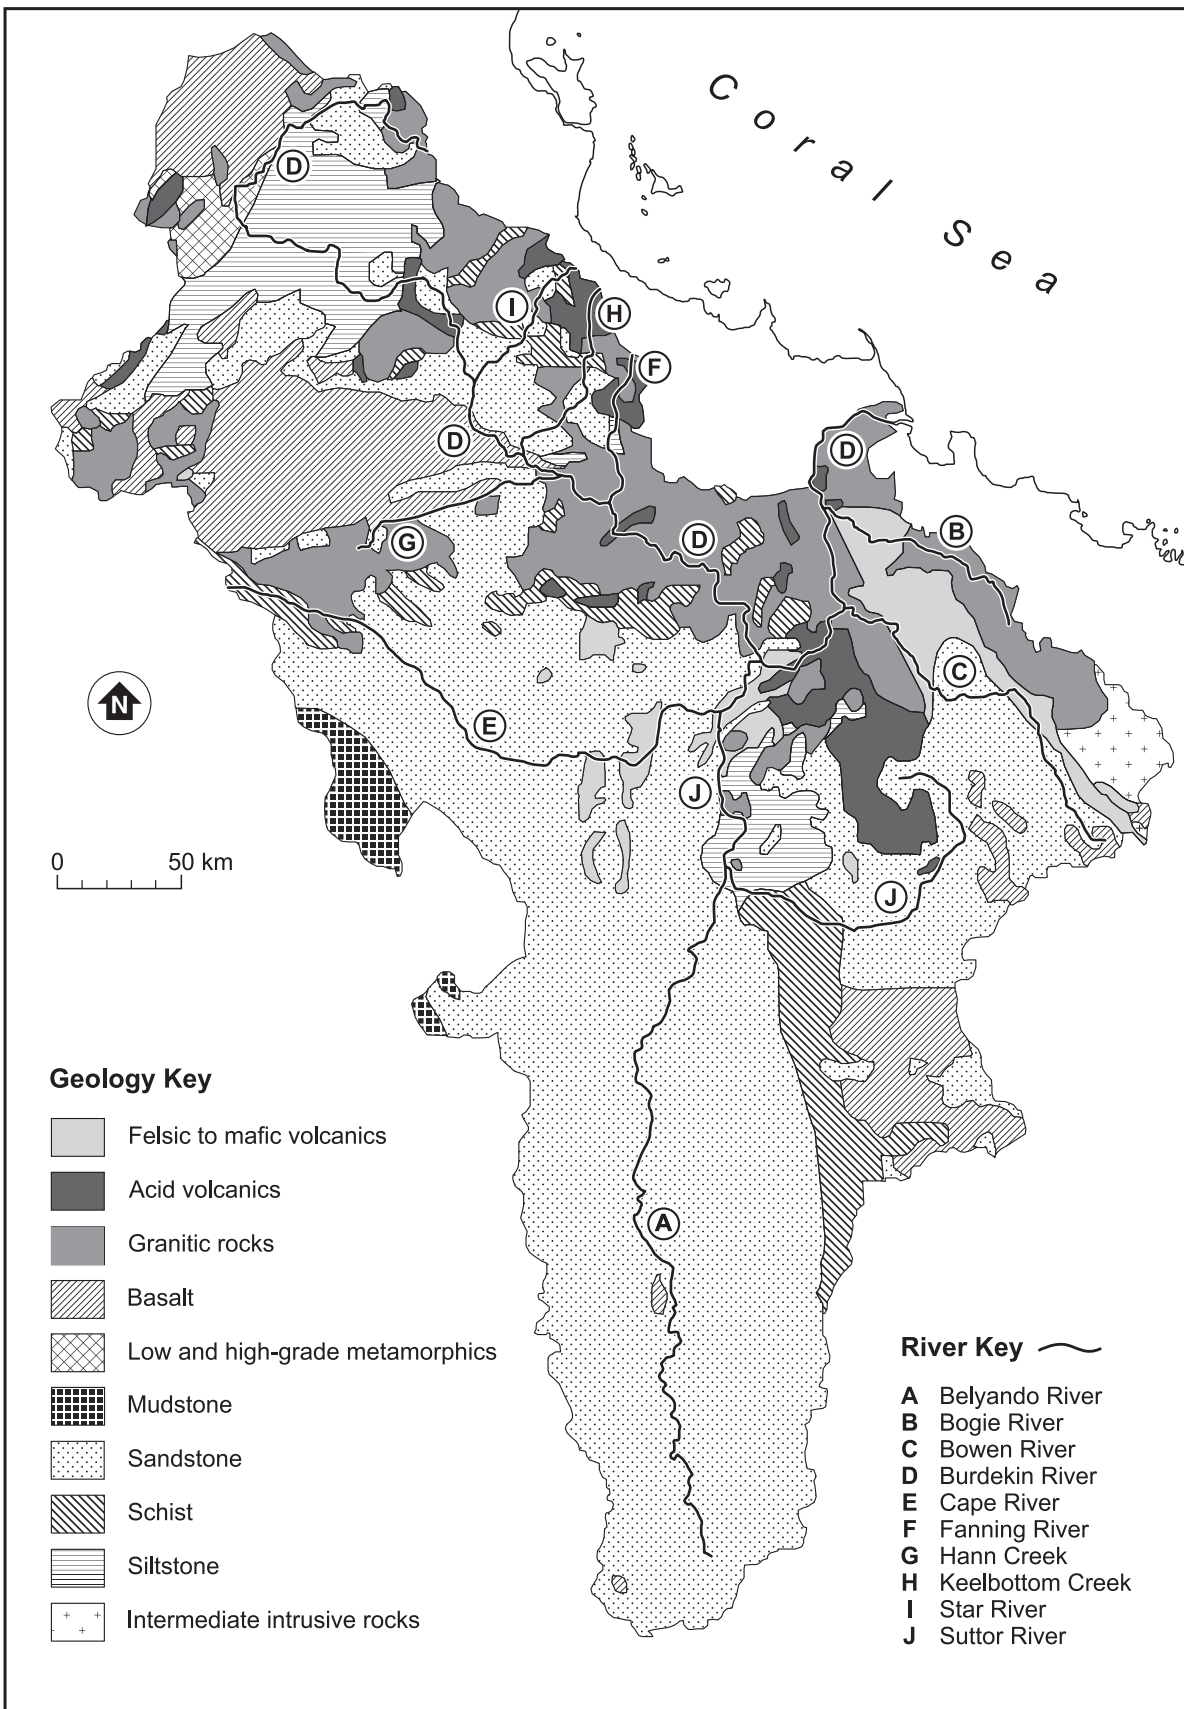 Coral Sea
D
I
H
F
D
D
G
D
B
C
E
J
J
A
N
0 50 km
Geology Key
Felsic to mafic volcanics
Acid volcanics
Granitic rocks
Basalt
Low and high-grade metamorphics
Mudstone
Sandstone
Schist
Siltstone
Intermediate intrusive rocks
River Key
A Belyando River
B Bogie River
C Bowen River
D Burdekin River
E Cape River
F Fanning River
G Hann Creek
H Keelbottom Creek
I Star River
J Suttor River